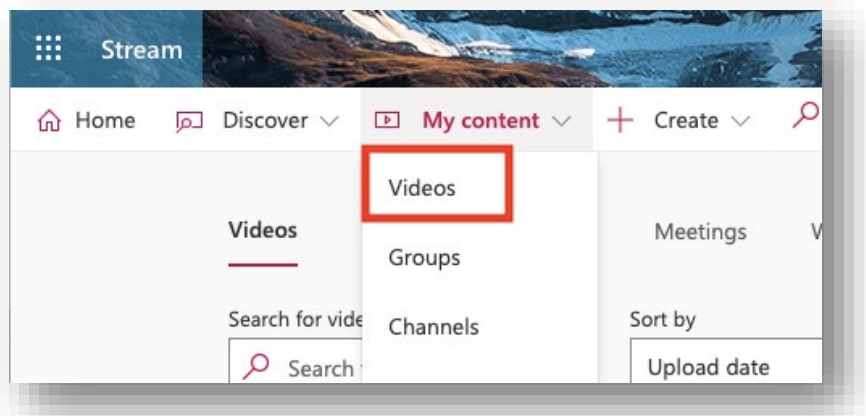 Stream
Home Discover My content Create
Videos
Videos Meetings
Groups
Search for vide Channels Sort by
Search Upload date